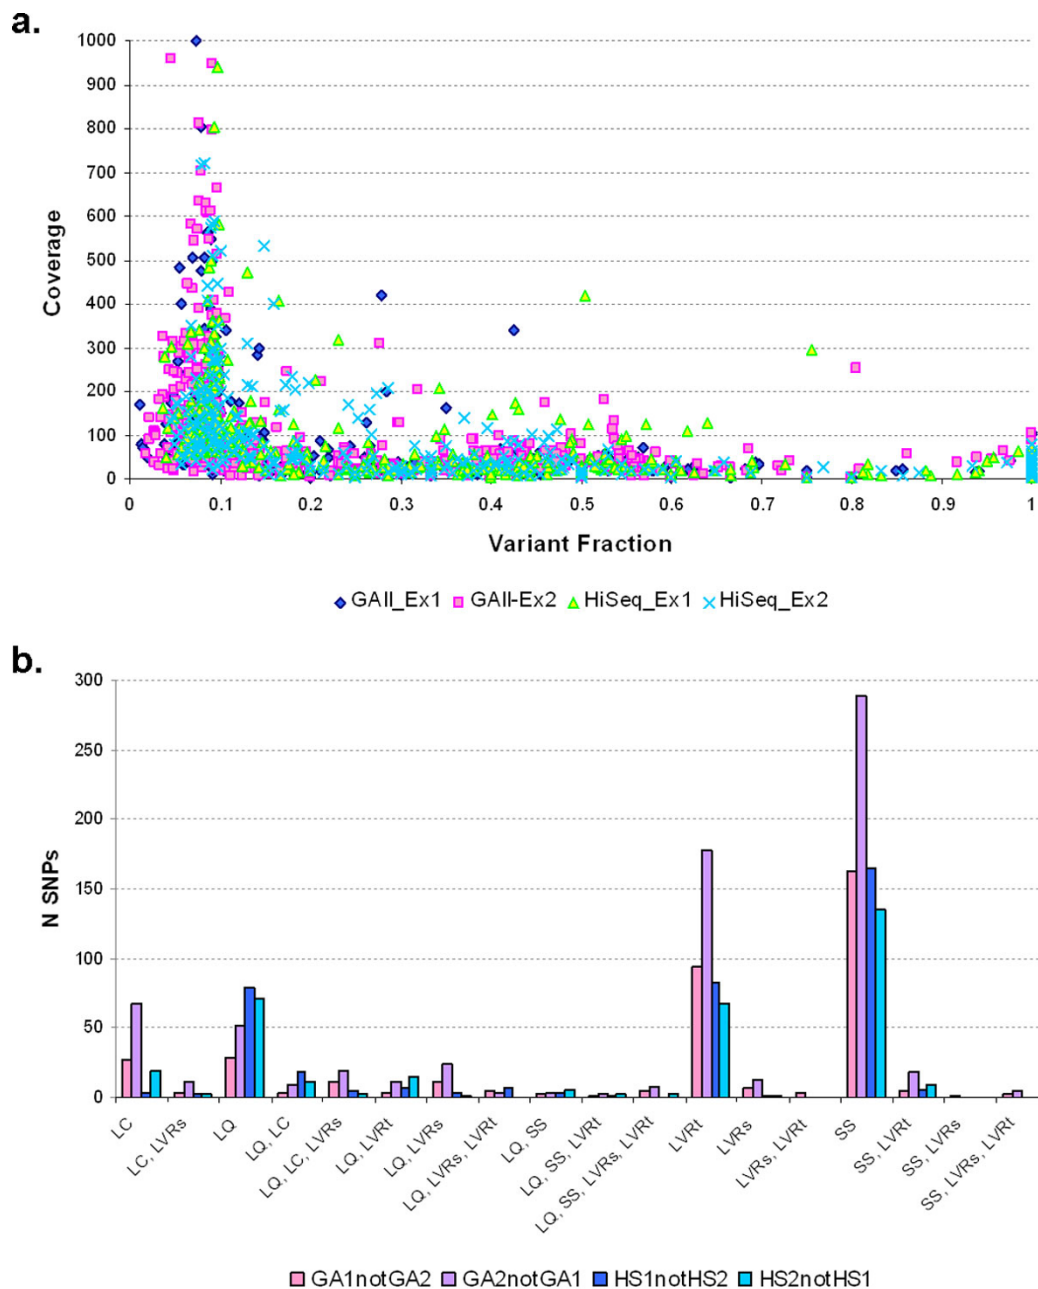 a.
1000
900
800
700
600
500
400
300
200
100
0
Coverage
0 0.1 0.2 0.3 0.4 0.5 0.6 0.7 0.8 0.9 1
Variant Fraction
GAII_Ex1 GAII-Ex2 HiSeq_Ex1 HiSeq_Ex2
b.
300
250
200
150
100
50
0
N SNPs
LC
LC, LVRs
LQ
LQ, LC
LQ, LC, LVRs
LQ, LVRt
LQ, LVRs
LQ, LVRs, LVRt
LQ, SS
LQ, SS, LVRt
LQ, SS, LVRs, LVRt
LVRt
LVRs
LVRs, LVRt
SS
SS, LVRt
SS, LVRs
SS, LVRs, LVRt
GA1notGA2 GA2notGA1 HS1notHS2 HS2notHS1